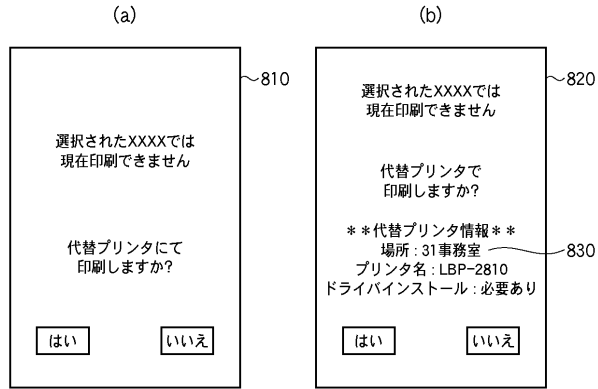 (a)
810
選択されたXXXXでは
現在印刷できません
代替プリンタにて
印刷しますか?
はい
いいえ
(b)
820
選択されたXXXXでは
現在印刷できません
代替プリンタで
印刷しますか?
**代替プリンタ情報**
場所:31事務室
830
プリンタ名:LBP-2810
ドライバインストール:必要あり
はい
いいえ